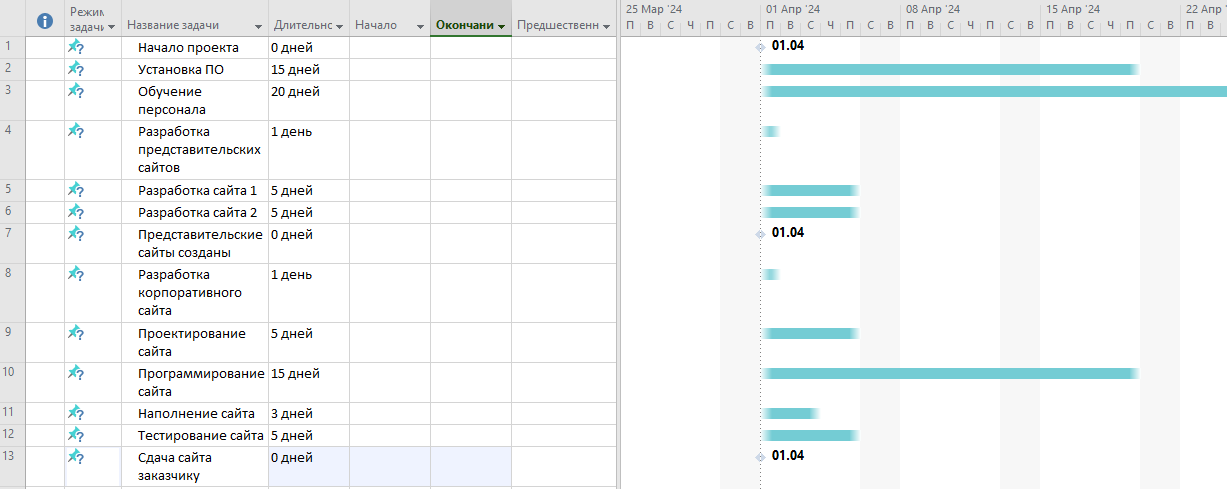 Режим задачи
Название задачи
Длительнс
Начало
Окончани
Предшественн
25 Мар '24
01 Апр '24
08 Апр '24
15 Апр '24
22 Апр '
П В С Ч П С В П В С Ч П С В П В С Ч П С В П В С Ч П С В П В
1 Начало проекта 0 дней
01.04
2 Установка ПО 15 дней
3 Обучение 20 дней
персонала
4 Разработка 1 день
представительских
сайтов
5 Разработка сайта 1 5 дней
6 Разработка сайта 2 5 дней
7 Представительские 0 дней
сайты созданы
01.04
8 Разработка 1 день
корпоративного
сайта
9 Проектирование 5 дней
сайта
10 Программирование 15 дней
сайта
11 Наполнение сайта 3 дней
12 Тестирование сайта 5 дней
13 Сдача сайта 0 дней
заказчику
01.04